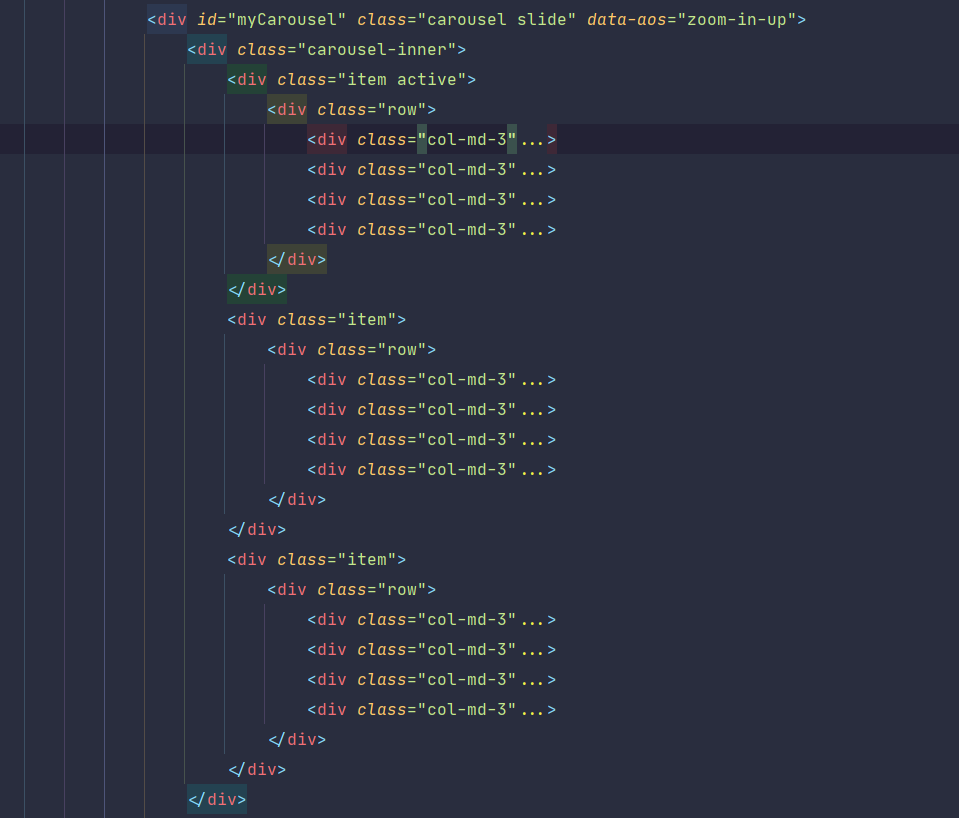 <div id="myCarousel" class="carousel slide" data-aos="zoom-in-up">
<div class="carousel-inner">
<div class="item active">
<div class="row">
<div class="col-md-3"...>
<div class="col-md-3"...>
<div class="col-md-3"...>
<div class="col-md-3"...>
</div>
</div>
<div class="item">
<div class="row">
<div class="col-md-3"...>
<div class="col-md-3"...>
<div class="col-md-3"...>
<div class="col-md-3"...>
</div>
</div>
<div class="item">
<div class="row">
<div class="col-md-3"...>
<div class="col-md-3"...>
<div class="col-md-3"...>
<div class="col-md-3"...>
</div>
</div>
</div>